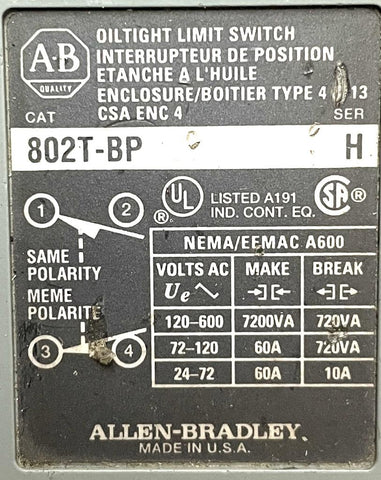 A-B
QUALITY
OILTIGHT LIMIT SWITCH
INTERRUPTEUR DE POSITION
ETANCHE A L'HUILE
ENCLOSURE/BOITIER TYPE 4 13
CSA ENC 4
CAT SER
802T-BP H
UL ® LISTED A191
IND. CONT. EQ. SA ®
1 2
SAME
POLARITY
MEME
POLARITE
3 4
NEMA/EEMAC A600
VOLTS AC MAKE BREAK
Ue
120-600 7200VA 720VA
72-120 60A 720VA
24-72 60A 10A
ALLEN-BRADLEY
MADE IN U.S.A.